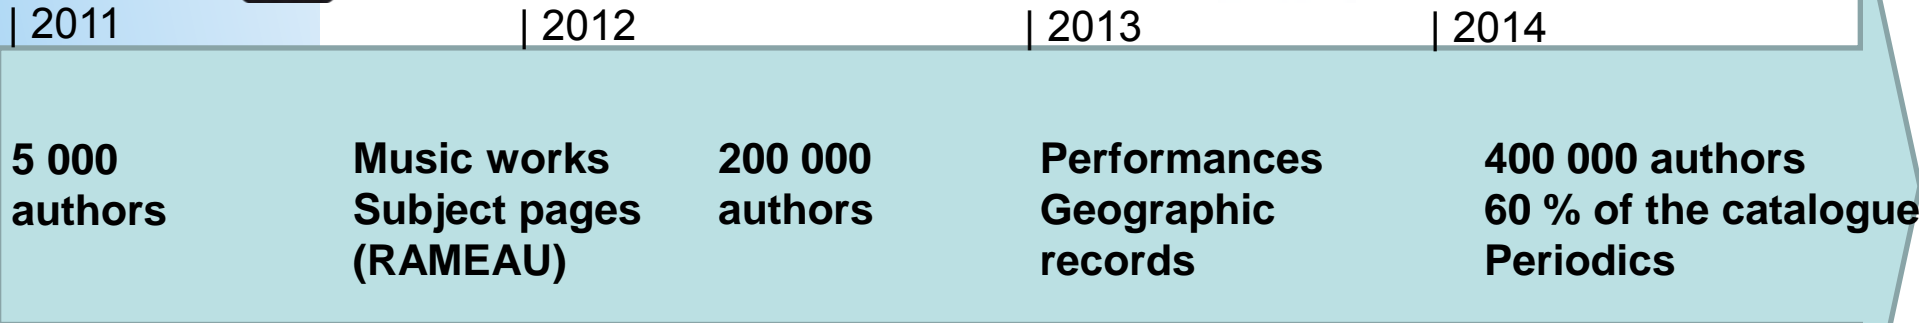 | 2011
| 2012
| 2013
| 2014
5 000
authors
Music works
Subject pages
(RAMEAU)
200 000
authors
Performances
Geographic
records
400 000 authors
60 % of the catalogue
Periodics